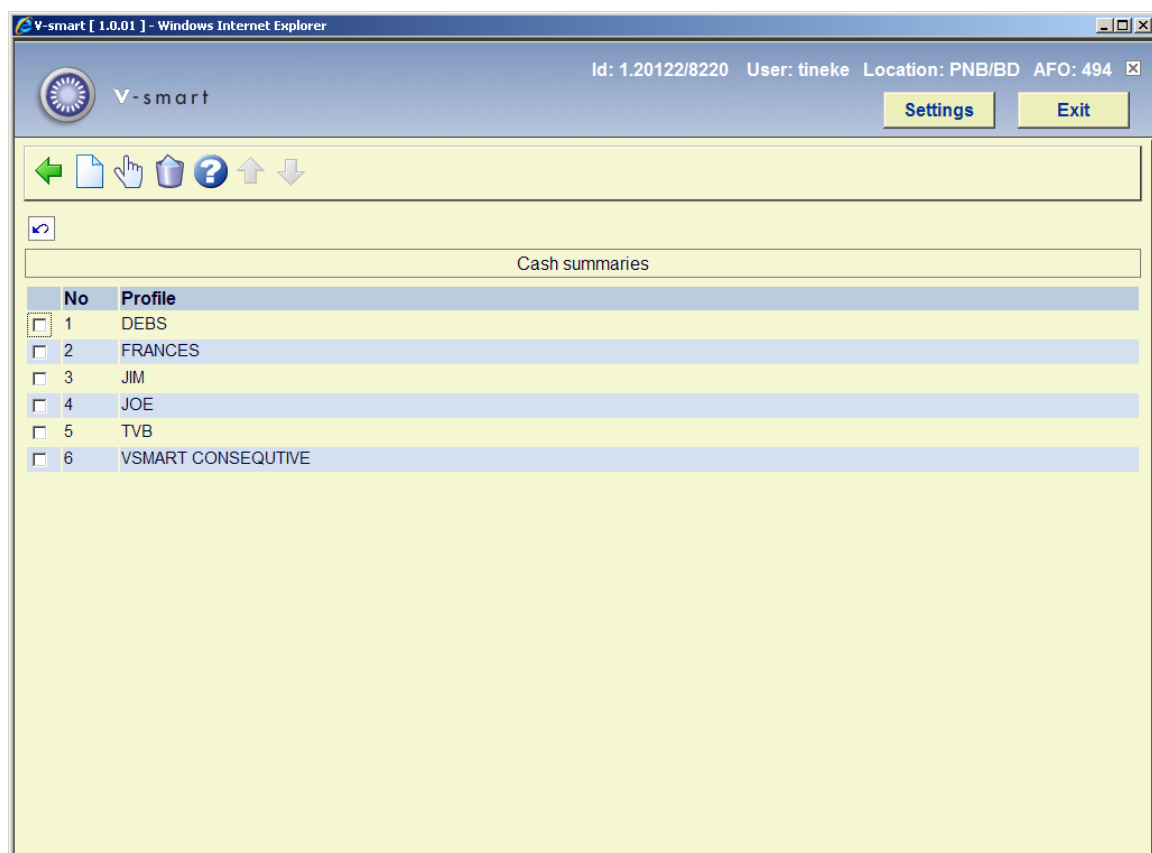 V-smart [ 1.0.01 ] - Windows Internet Explorer
Id: 1.20122/8220 User: tineke Location: PNB/BD AFO: 494
V-smart
Settings Exit
?
Cash summaries
No Profile
1 DEBS
2 FRANCES
3 JIM
4 JOE
5 TVB
6 VSMART CONSEQUTIVE